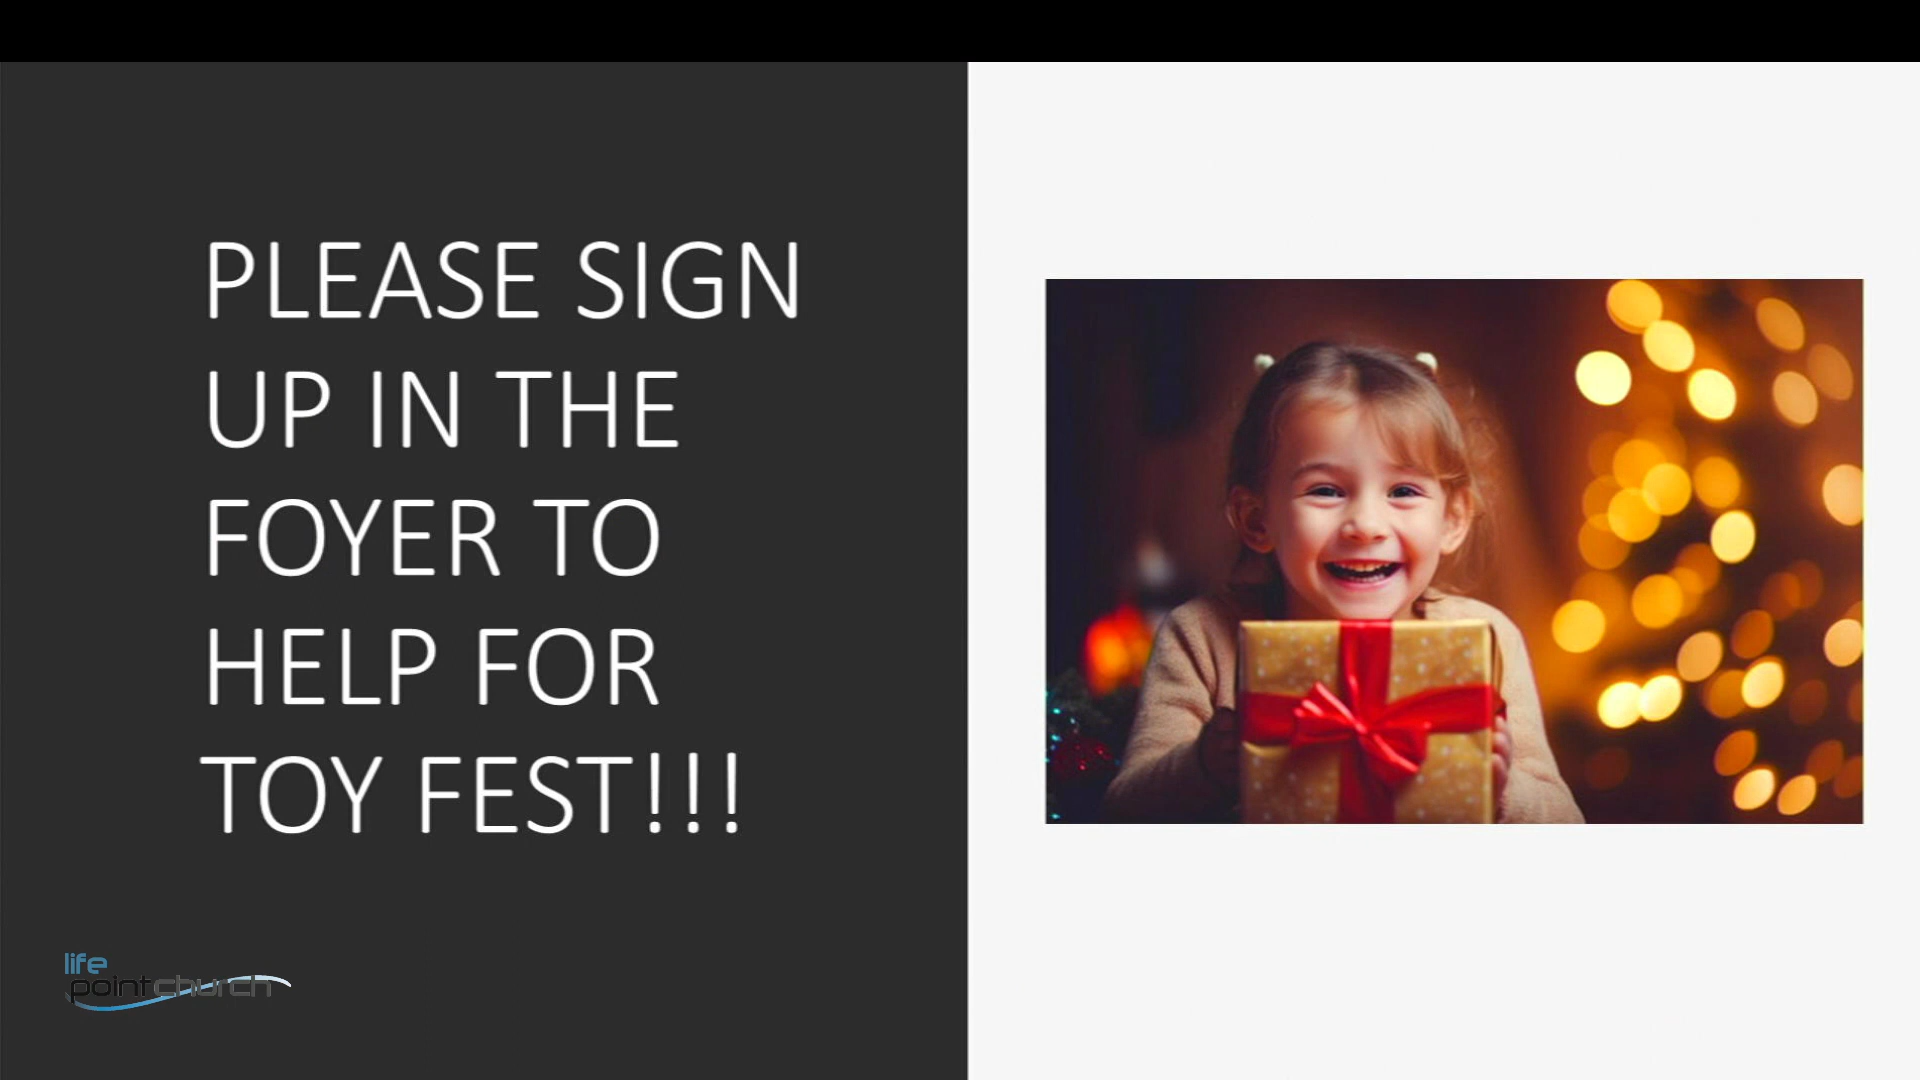 PLEASE SIGN
UP IN THE
FOYER TO
HELP FOR
TOY FEST!!!
life
pointchurch